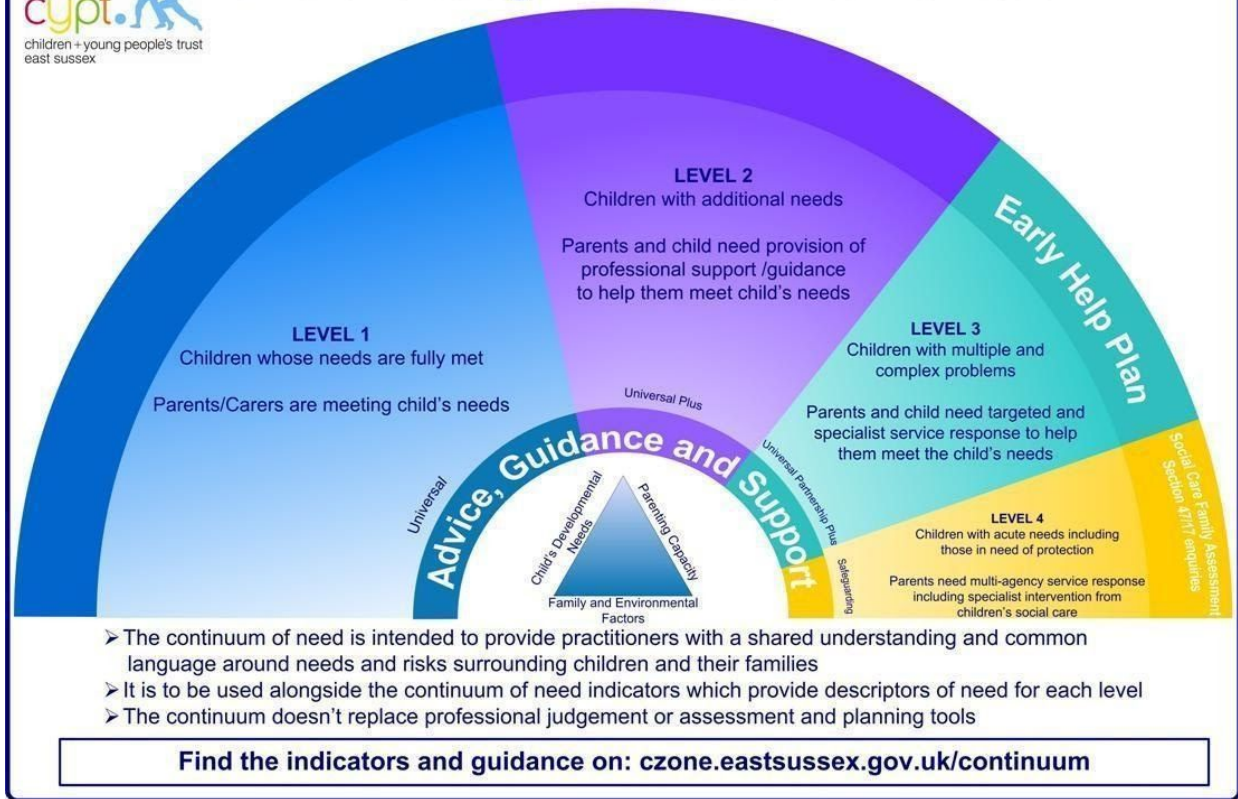 cypt.
children + young people's trust
east sussex
LEVEL 1
Children whose needs are fully met
Parents/Carers are meeting child's needs
LEVEL 2
Children with additional needs
Parents and child need provision of
professional support /guidance
to help them meet child's needs
Early Help Plan
LEVEL 3
Children with multiple and
complex problems
Parents and child need targeted and
specialist service response to help
them meet the child's needs
Social Care Family Assessment
Section 47/17 enquiries
LEVEL 4
Children with acute needs including
those in need of protection
Parents need multi-agency service response
including specialist intervention from
children's social care
Universal
Universal Plus
Universal Partnership Plus
Safeguarding
Advice, Guidance and Support
Child's Developmental
Needs
Parenting Capacity
Family and Environmental
Factors
➢ The continuum of need is intended to provide practitioners with a shared understanding and common
language around needs and risks surrounding children and their families
➢ It is to be used alongside the continuum of need indicators which provide descriptors of need for each level
➢ The continuum doesn't replace professional judgement or assessment and planning tools
Find the indicators and guidance on: czone.eastsussex.gov.uk/continuum